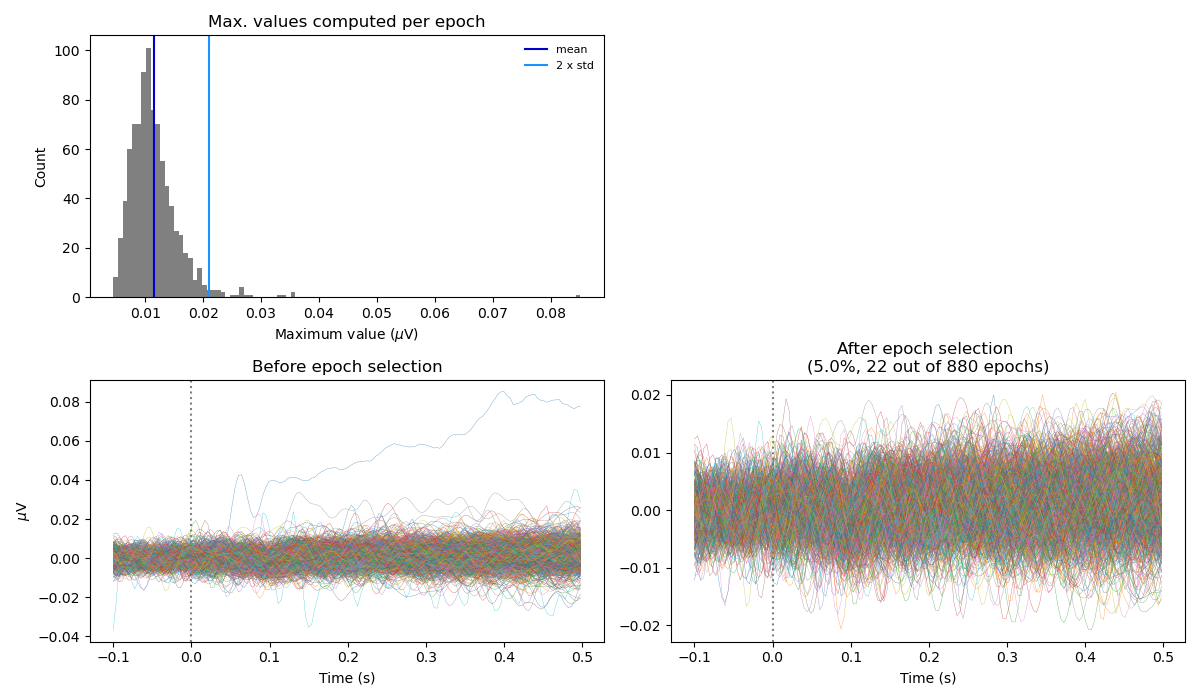 Max. values computed per epoch
100
80
60
40
20
0
Count
mean
2 x std
0.01 0.02 0.03 0.04 0.05 0.06 0.07 0.08
Maximum value (μV)
Before epoch selection
0.08
0.06
0.04
0.02
0.00
−0.02
−0.04
μV
−0.1 0.0 0.1 0.2 0.3 0.4 0.5
Time (s)
After epoch selection
(5.0%, 22 out of 880 epochs)
0.02
0.01
0.00
−0.01
−0.02
−0.1 0.0 0.1 0.2 0.3 0.4 0.5
Time (s)